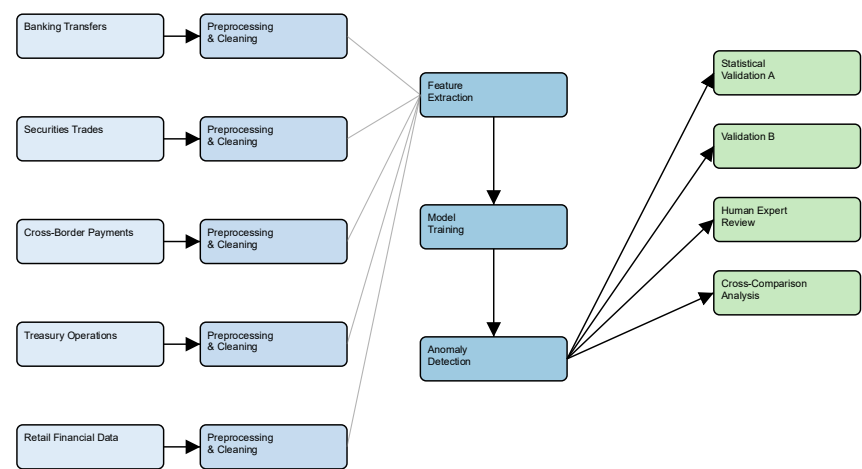 Banking Transfers
Preprocessing
& Cleaning
Securities Trades
Preprocessing
& Cleaning
Cross-Border Payments
Preprocessing
& Cleaning
Treasury Operations
Preprocessing
& Cleaning
Retail Financial Data
Preprocessing
& Cleaning
Feature
Extraction
Model
Training
Anomaly
Detection
Statistical
Validation A
Validation B
Human Expert
Review
Cross-Comparison
Analysis